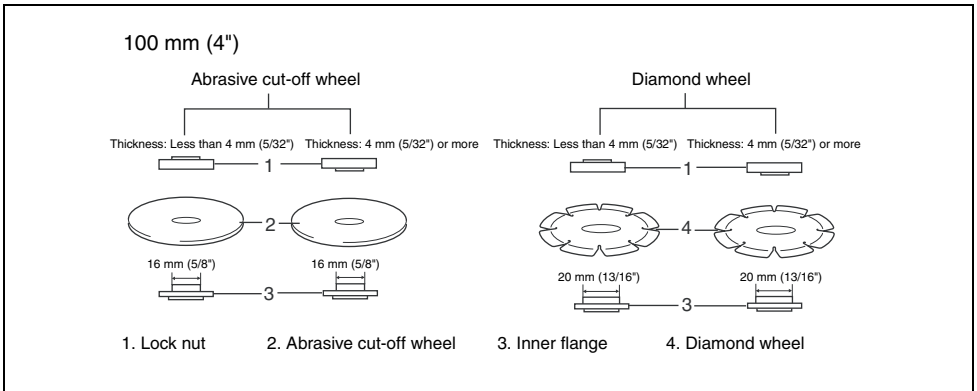 100 mm (4")
Abrasive cut-off wheel Diamond wheel
Thickness: Less than 4 mm (5/32") Thickness: 4 mm (5/32") or more Thickness: Less than 4 mm (5/32") Thickness: 4 mm (5/32") or more
1 1
2 4
16 mm (5/8") 16 mm (5/8") 20 mm (13/16") 20 mm (13/16")
3 3
1. Lock nut 2. Abrasive cut-off wheel 3. Inner flange 4. Diamond wheel